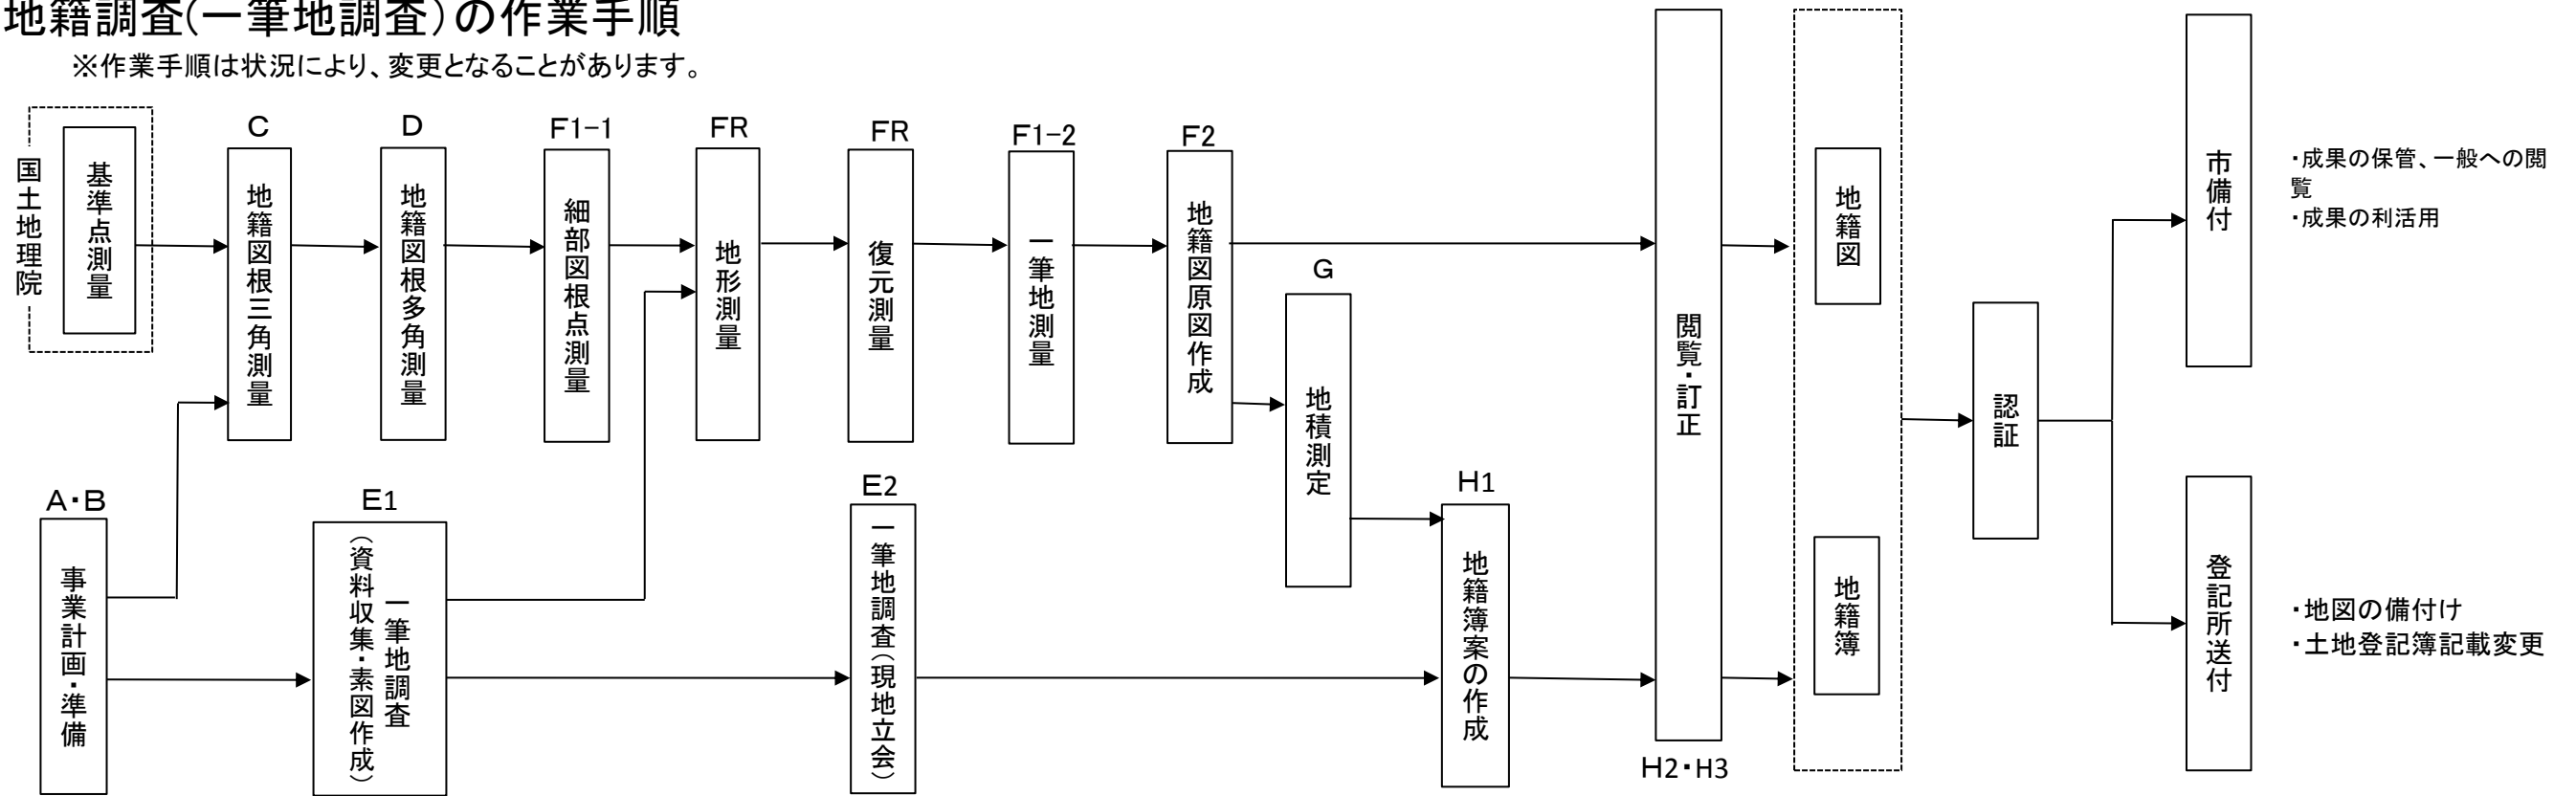 地籍調査(一筆地調査)の作業手順
※作業手順は状況により、変更となることがあります。
国土地理院
基準点測量
C
地籍図根三角測量
D
地籍図根多角測量
F1-1
細部図根点測量
FR
地形測量
FR
復元測量
F1-2
一筆地測量
F2
地籍図原図作成
G
地積測定
A・B
事業計画・準備
E1
一筆地調査
(資料収集・素図作成)
E2
一筆地調査(現地立会)
H1
地籍簿案の作成
閲覧・訂正
H2・H3
地籍図
地籍簿
認証
市備付
・成果の保管、一般への閲
覧
・成果の利活用
登記所送付
・地図の備付け
・土地登記簿記載変更